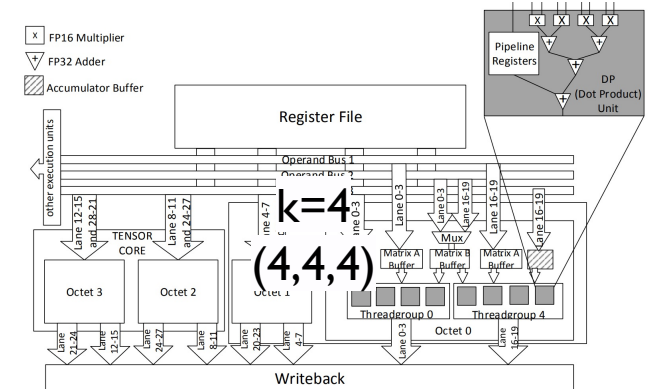 X FP16 Multiplier
+ FP32 Adder
Accumulator Buffer
X X X X
+ +
+
+
Pipeline
Registers
DP
(Dot Product)
Unit
Register File
other execution units
Operand Bus 1
Operand Bus 2
Lane 12-15
and 28-21
Lane 8-11
and 24-27
Lane 4-7
Lane 0-3
Lane 0-3
Lane 16-19
Lane 16-19
Lane 16-19
k=4
(4,4,4)
TENSOR
CORE
Mux
Matrix A
Buffer
Matrix B
Buffer
Matrix A
Buffer
Octet 3
Octet 2
Octet 1
Threadgroup 0
Threadgroup 4
Octet 0
Lane
21-24
Lane
12-15
Lane
24-27
Lane
8-11
Lane
20-23
Lane
4-7
Lane 0-3
Lane
16-19
Writeback